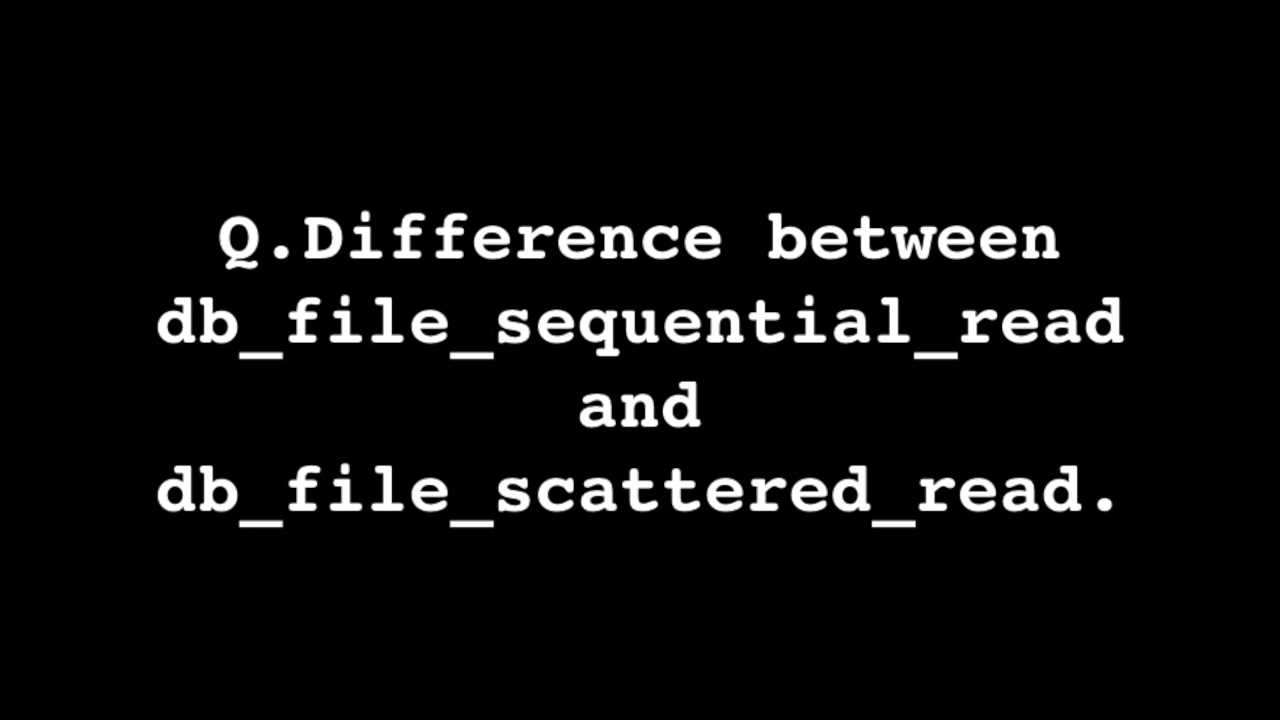 Q.Difference between
db_file_sequential_read
and
db_file_scattered_read.